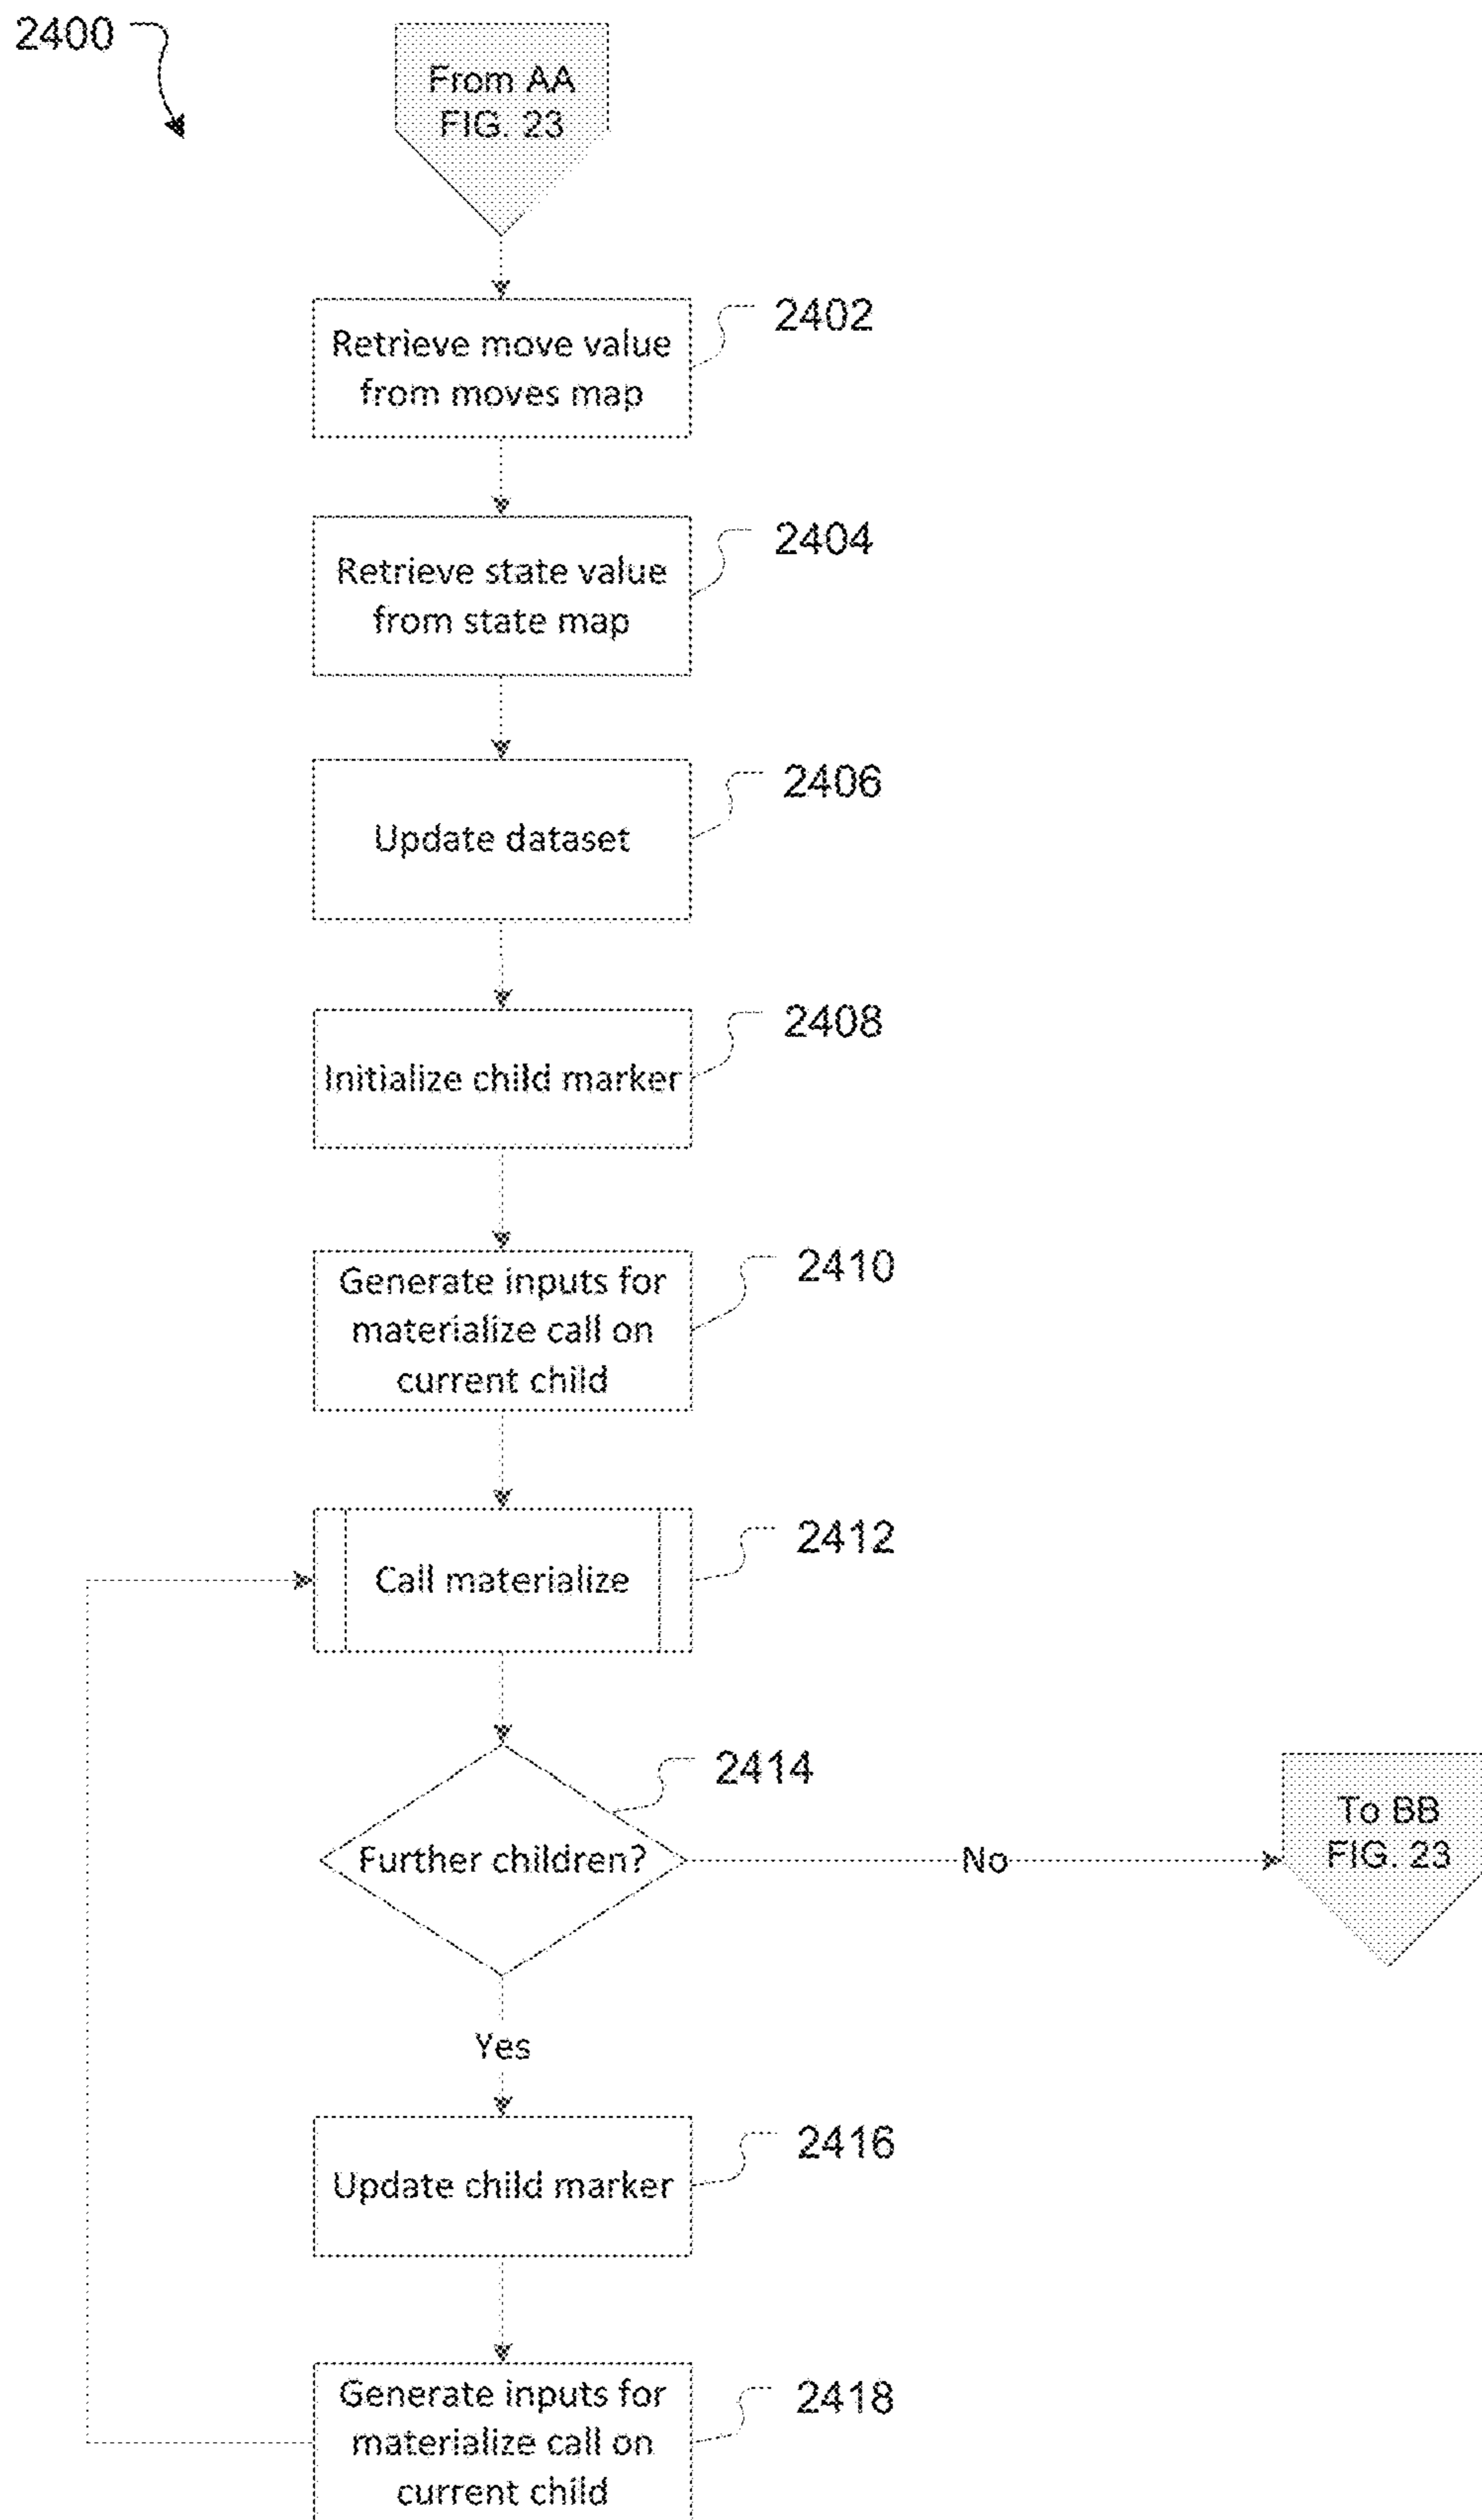 2400
From AA
FIG. 23
2402
Retrieve move value
from moves map
2404
Retrieve state value
from state map
2406
Update dataset
2408
Initialize child marker
2410
Generate inputs for
materialize call on
current child
2412
Call materialize
2414
Further children?
No
To BB
FIG. 23
Yes
2416
Update child marker
2418
Generate inputs for
materialize call on
current child